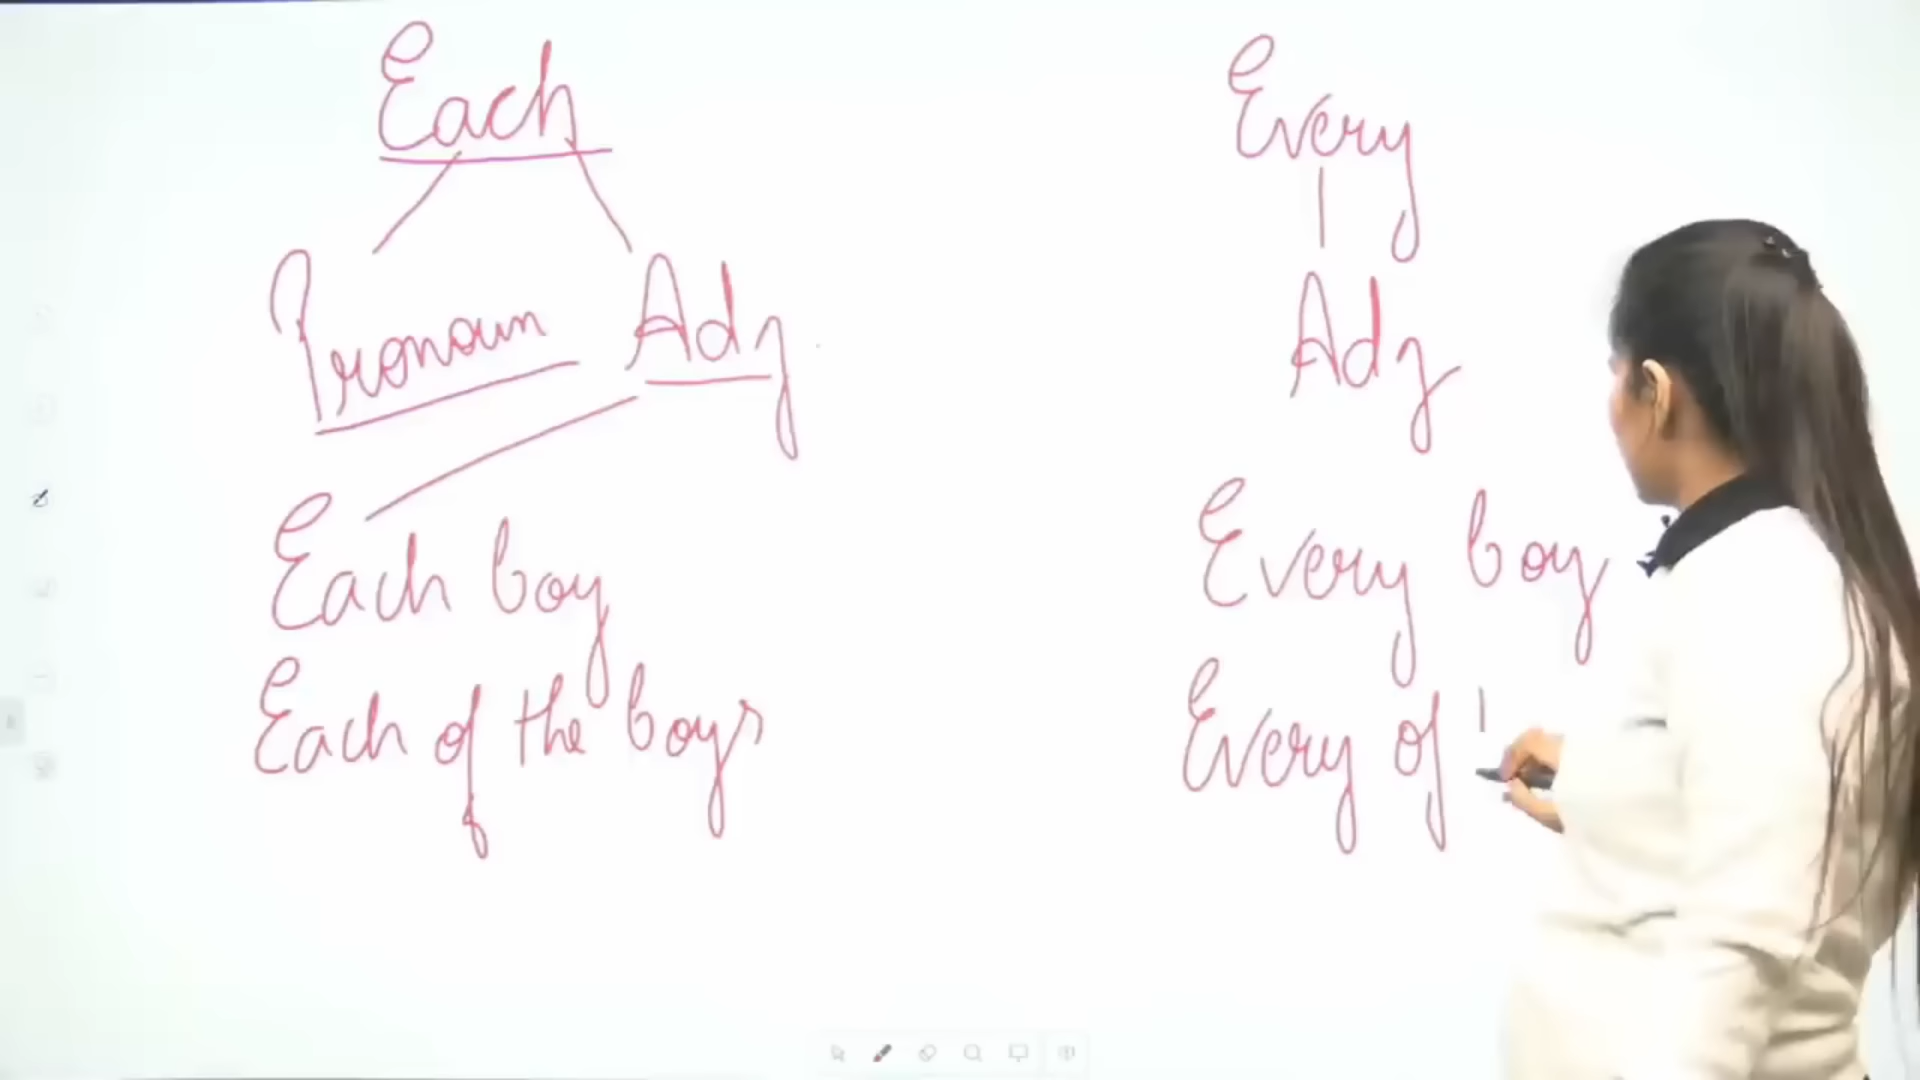 Each
Pronoun Adj
Each boy
Each of the boys
Every
Adj
Every boy
Every of